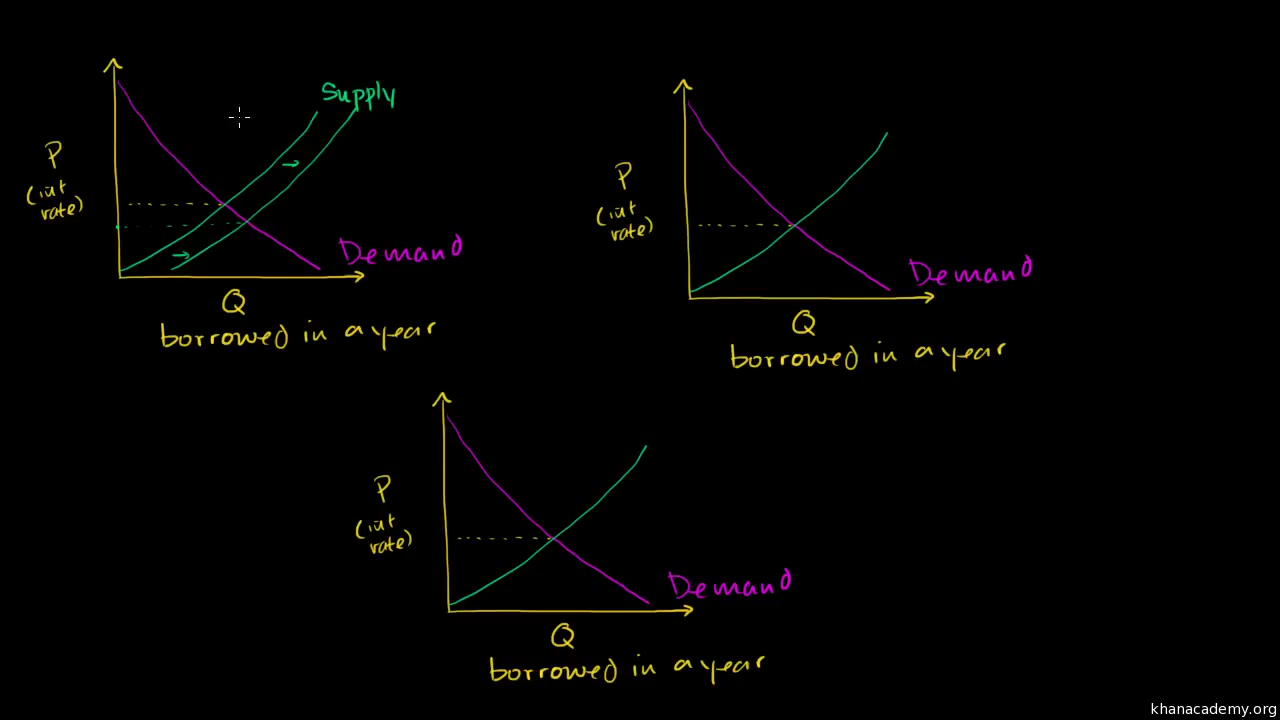 Supply
P
(int
rate)
Demand
Q
borrowed in a year
P
(int
rate)
Demand
Q
borrowed in a year
P
(int
rate)
Demand
Q
borrowed in a year
khanacademy.org